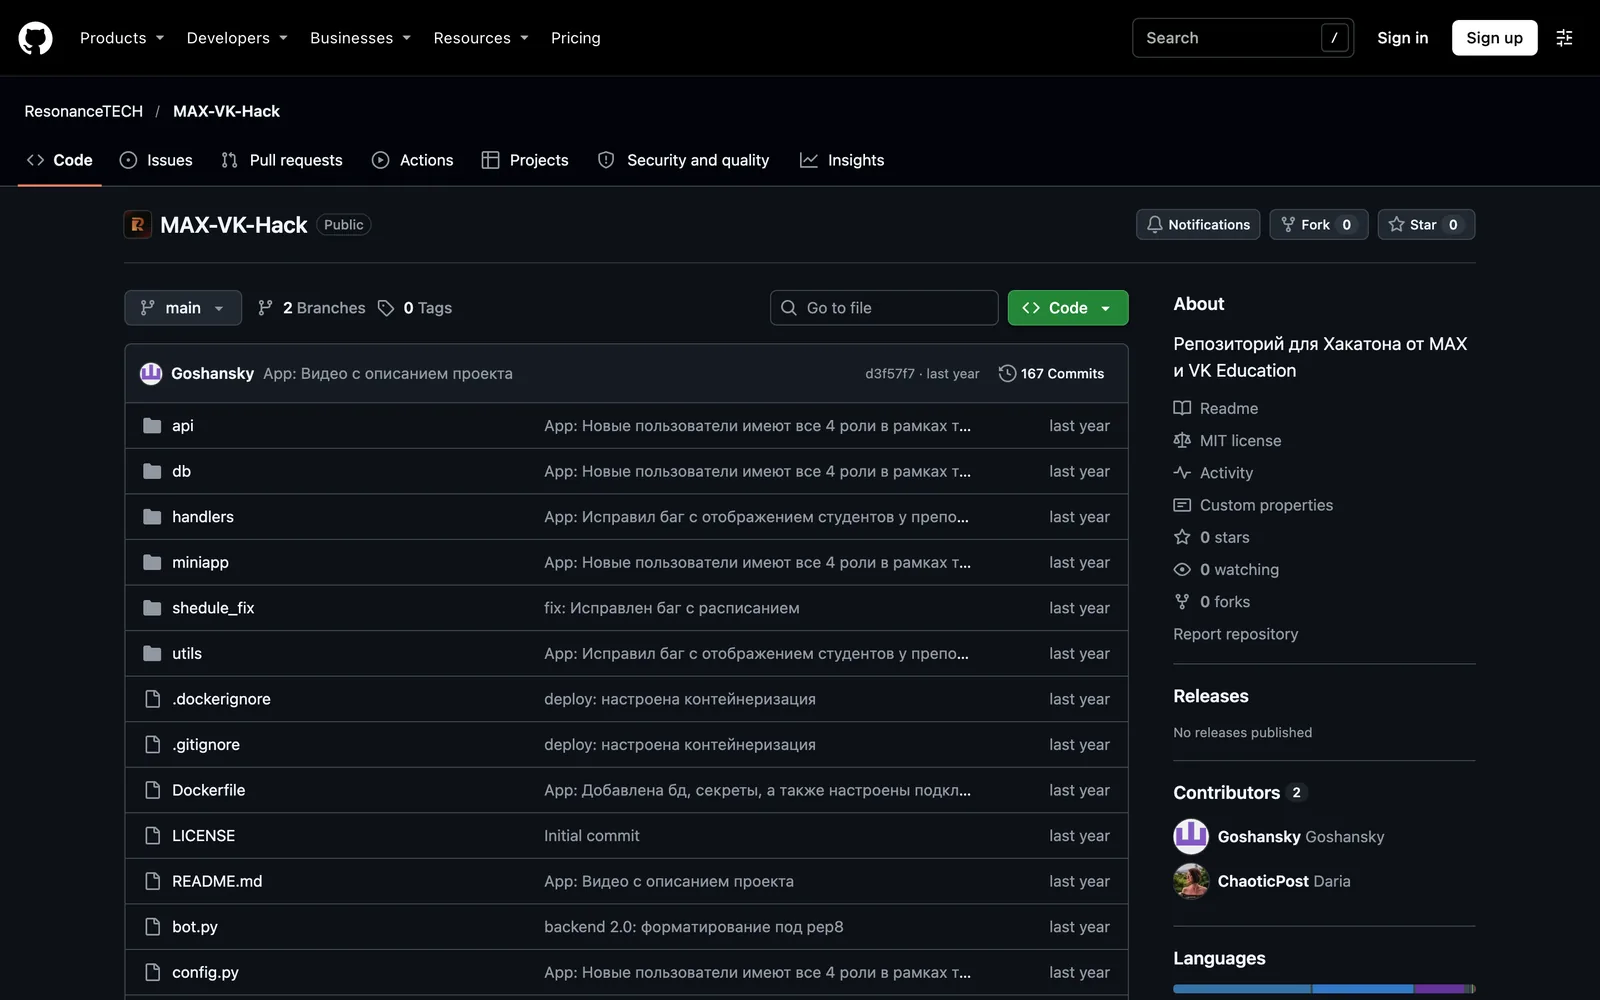 Products Developers Businesses Resources Pricing Search / Sign in Sign up
ResonanceTECH / MAX-VK-Hack
Code Issues Pull requests Actions Projects Security and quality Insights
MAX-VK-Hack Public Notifications Fork 0 Star 0
main 2 Branches 0 Tags Go to file Code
Goshansky App: Видео с описанием проекта d3f57f7 · last year 167 Commits
api App: Новые пользователи имеют все 4 роли в рамках т... last year
db App: Новые пользователи имеют все 4 роли в рамках т... last year
handlers App: Исправил баг с отображением студентов у препо... last year
miniapp App: Новые пользователи имеют все 4 роли в рамках т... last year
shedule_fix fix: Исправлен баг с расписанием last year
utils App: Исправил баг с отображением студентов у препо... last year
.dockerignore deploy: настроена контейнеризация last year
.gitignore deploy: настроена контейнеризация last year
Dockerfile App: Добавлена бд, секреты, а также настроены подкл... last year
LICENSE Initial commit last year
README.md App: Видео с описанием проекта last year
bot.py backend 2.0: форматирование под pep8 last year
config.py App: Новые пользователи имеют все 4 роли в рамках т... last year
About
Репозиторий для Хакатона от MAX
и VK Education
Readme
MIT license
Activity
Custom properties
0 stars
0 watching
0 forks
Report repository
Releases
No releases published
Contributors 2
Goshansky Goshansky
ChaoticPost Daria
Languages